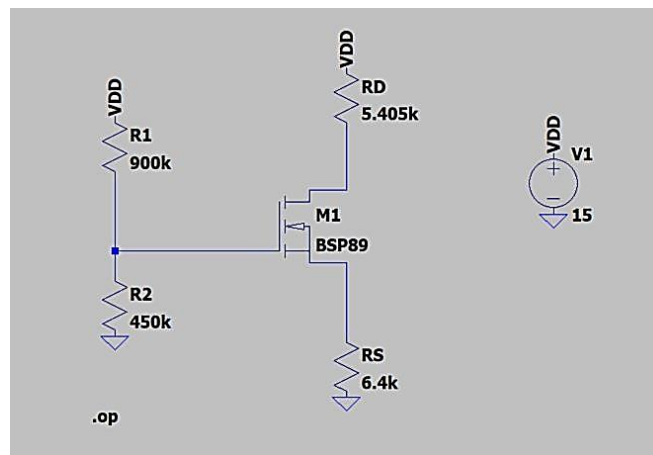 VDD
R1
900k
R2
450k
VDD
RD
5.405k
M1
BSP89
RS
6.4k
VDD
V1
15
.op